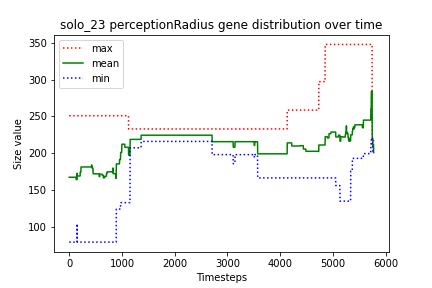 solo_23 perceptionRadius gene distribution over time
max
mean
min
Size value
350
300
250
200
150
100
0
1000
2000
3000
4000
5000
6000
Timesteps